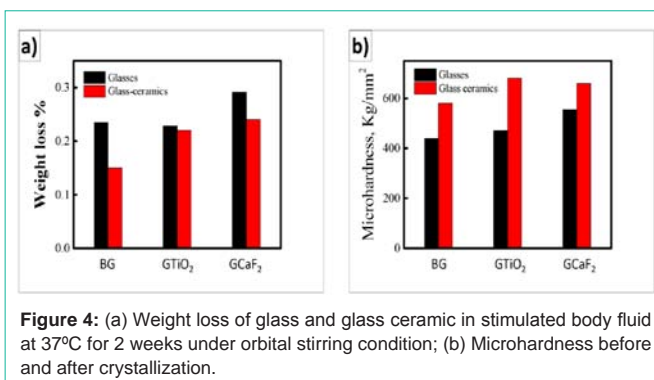 a)
Glasses
Glass-ceramics
Weight loss %
0.3
0.2
0.1
0.0
BG GTiO₂ GCaF₂
b)
Glasses
Glass ceramics
Microhardness, Kg/mm²
600
400
200
0
BG GTiO₂ GCaF₂
Figure 4: (a) Weight loss of glass and glass ceramic in stimulated body fluid
at 37ºC for 2 weeks under orbital stirring condition; (b) Microhardness before
and after crystallization.